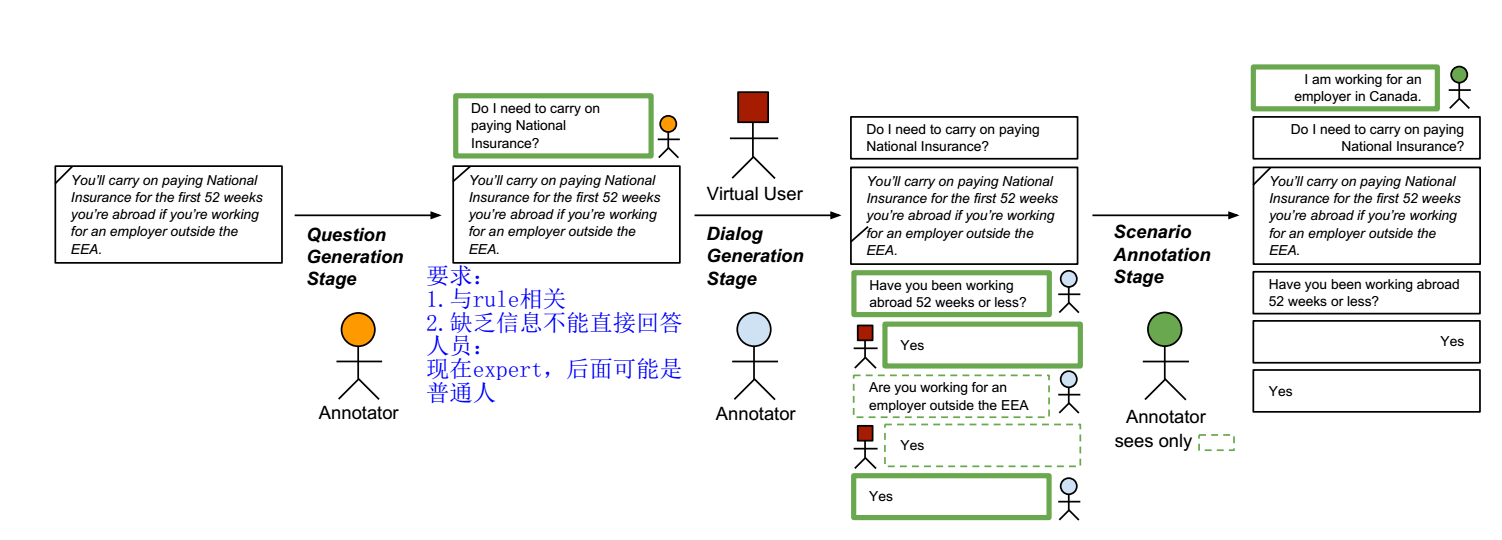 You'll carry on paying National
Insurance for the first 52 weeks
you're abroad if you're working
for an employer outside the
EEA.
Question
Generation
Stage
Annotator
Do I need to carry on
paying National
Insurance?
You'll carry on paying National
Insurance for the first 52 weeks
you're abroad if you're working
for an employer outside the
EEA.
要求：
1.与rule相关
2.缺乏信息不能直接回答
人员：
现在expert，后面可能是
普通人
Virtual User
Dialog
Generation
Stage
Annotator
Do I need to carry on paying
National Insurance?
You'll carry on paying National
Insurance for the first 52 weeks
you're abroad if you're working
for an employer outside the
EEA.
Have you been working
abroad 52 weeks or less?
Yes
Are you working for an
employer outside the EEA
Yes
Yes
Scenario
Annotation
Stage
Annotator
sees only
I am working for an
employer in Canada.
Do I need to carry on paying
National Insurance?
You'll carry on paying National
Insurance for the first 52 weeks
you're abroad if you're working
for an employer outside the
EEA.
Have you been working abroad
52 weeks or less?
Yes
Yes